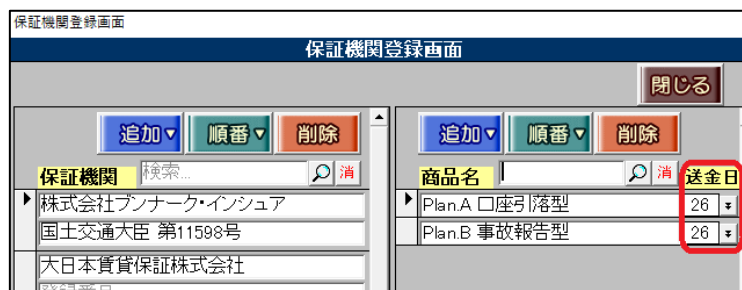 保証機関登録画面
保証機関登録画面
閉じる
追加▼ 順番▼ 削除
保証機関 検索... 消
株式会社ブンナーク・インシュア
国土交通大臣 第11598号
大日本賃貸保証株式会社
登録番号
追加▼ 順番▼ 削除
商品名 消 送金日
Plan.A 口座引落型 26
Plan.B 事故報告型 26